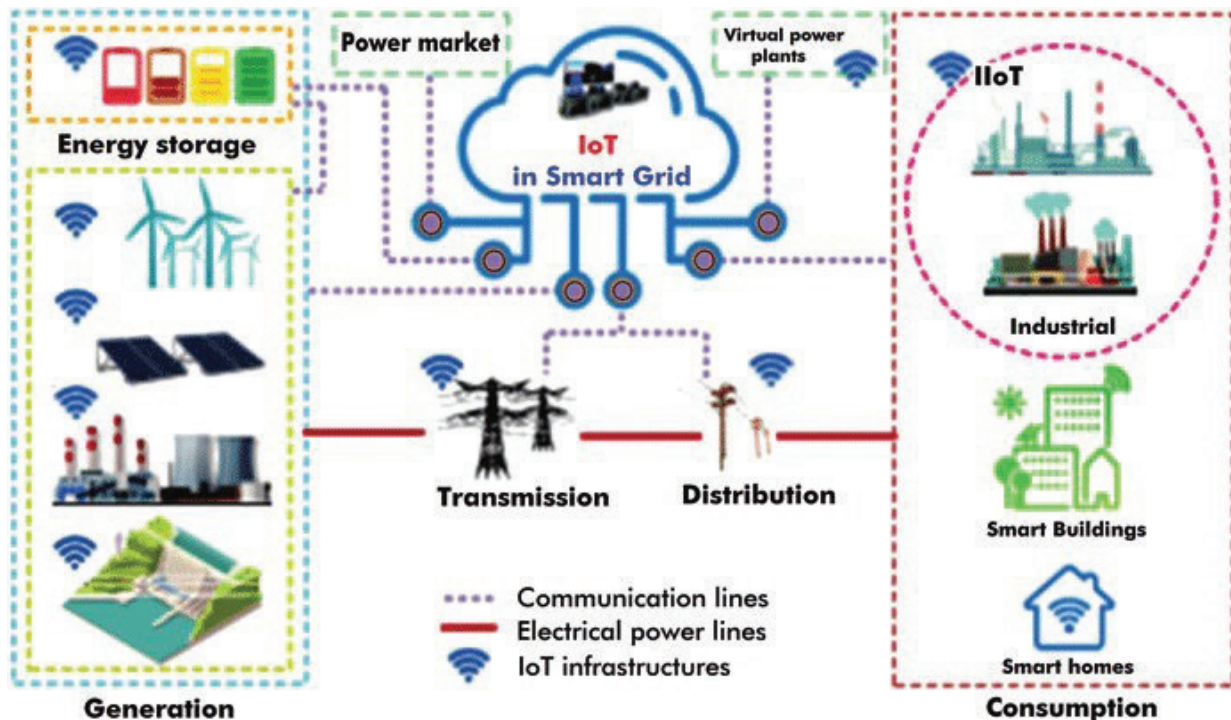 Power market
Virtual power
plants
IIoT
Energy storage
IoT
in Smart Grid
Industrial
Transmission
Distribution
Smart Buildings
Communication lines
Electrical power lines
IoT infrastructures
Smart homes
Generation
Consumption